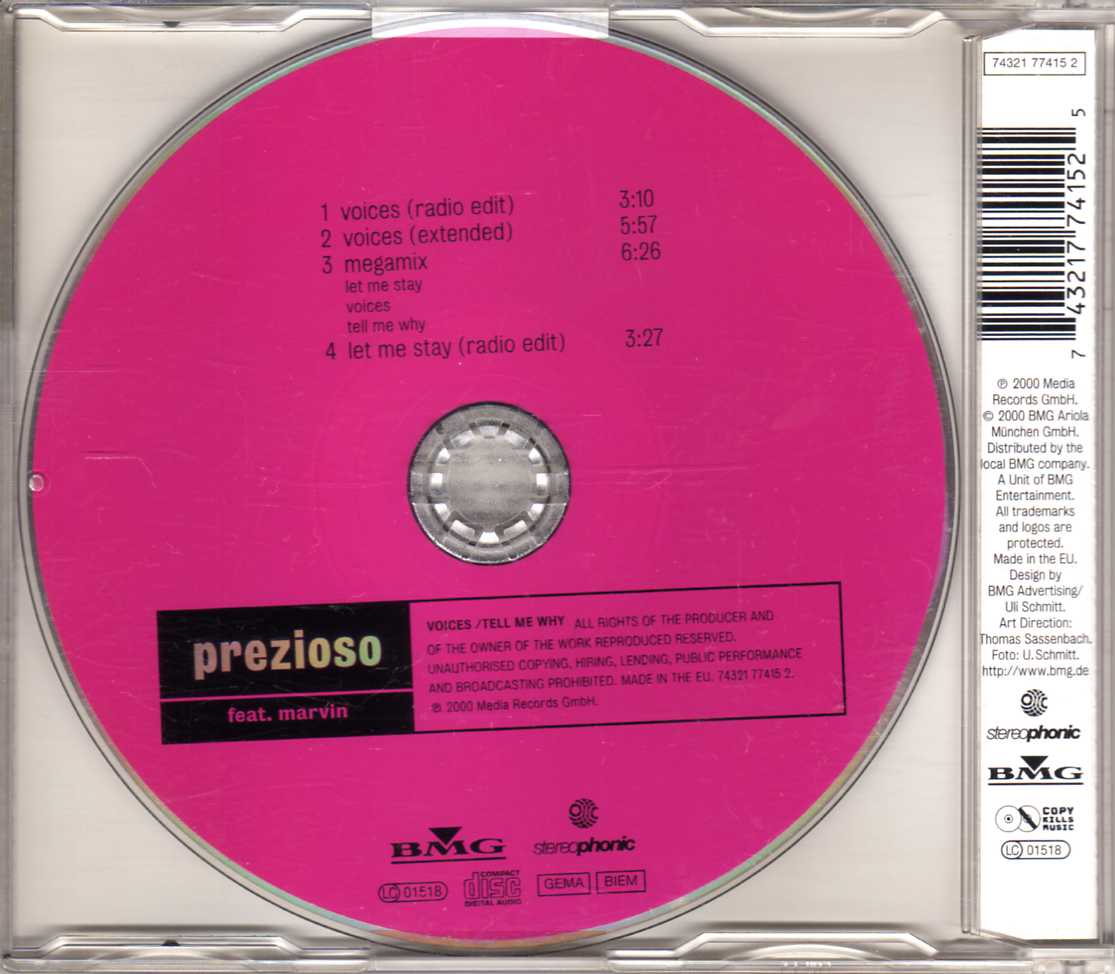 1 voices (radio edit) 3:10
2 voices (extended) 5:57
3 megamix 6:26
let me stay
voices
tell me why
4 let me stay (radio edit) 3:27
prezioso
feat. marvin
VOICES /TELL ME WHY ALL RIGHTS OF THE PRODUCER AND
OF THE OWNER OF THE WORK REPRODUCED RESERVED.
UNAUTHORISED COPYING, HIRING, LENDING, PUBLIC PERFORMANCE
AND BROADCASTING PROHIBITED. MADE IN THE EU. 74321 77415 2.
℗ 2000 Media Records GmbH.
BMG
stereophonic
LC 01518
COMPACT
disc
DIGITAL AUDIO
GEMA
BIEM
74321 77415 2
7 43217 74152 5
℗ 2000 Media
Records GmbH.
© 2000 BMG Ariola
München GmbH.
Distributed by the
local BMG company.
A Unit of BMG
Entertainment.
All trademarks
and logos are
protected.
Made in the EU.
Design by
BMG Advertising/
Uli Schmitt.
Art Direction:
Thomas Sassenbach.
Foto: U. Schmitt.
http://www.bmg.de
stereophonic
BMG
COPY
KILLS
MUSIC
LC 01518